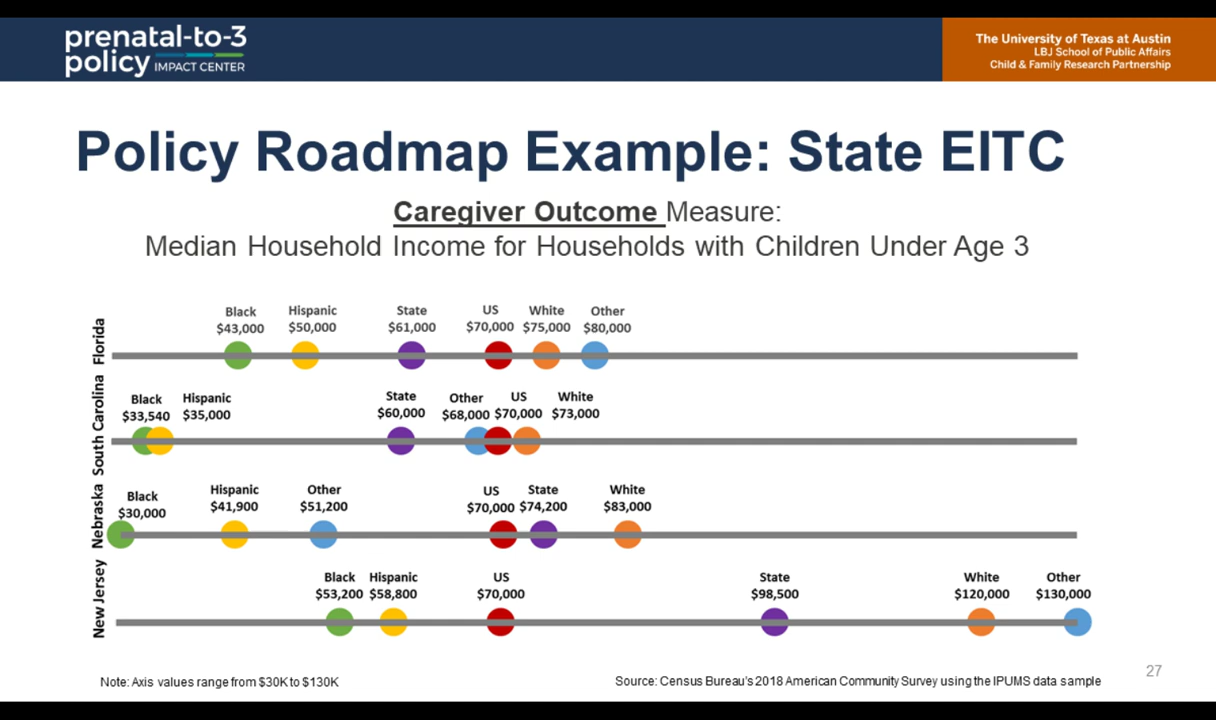 prenatal-to-3
policy IMPACT CENTER
The University of Texas at Austin
LBJ School of Public Affairs
Child & Family Research Partnership
Policy Roadmap Example: State EITC
Caregiver Outcome Measure:
Median Household Income for Households with Children Under Age 3
Florida
Black Hispanic State US White Other
$43,000 $50,000 $61,000 $70,000 $75,000 $80,000
South Carolina
Black Hispanic State Other US White
$33,540 $35,000 $60,000 $68,000 $70,000 $73,000
Nebraska
Black Hispanic Other US State White
$30,000 $41,900 $51,200 $70,000 $74,200 $83,000
New Jersey
Black Hispanic US State White Other
$53,200 $58,800 $70,000 $98,500 $120,000 $130,000
Note: Axis values range from $30K to $130K
Source: Census Bureau's 2018 American Community Survey using the IPUMS data sample
27